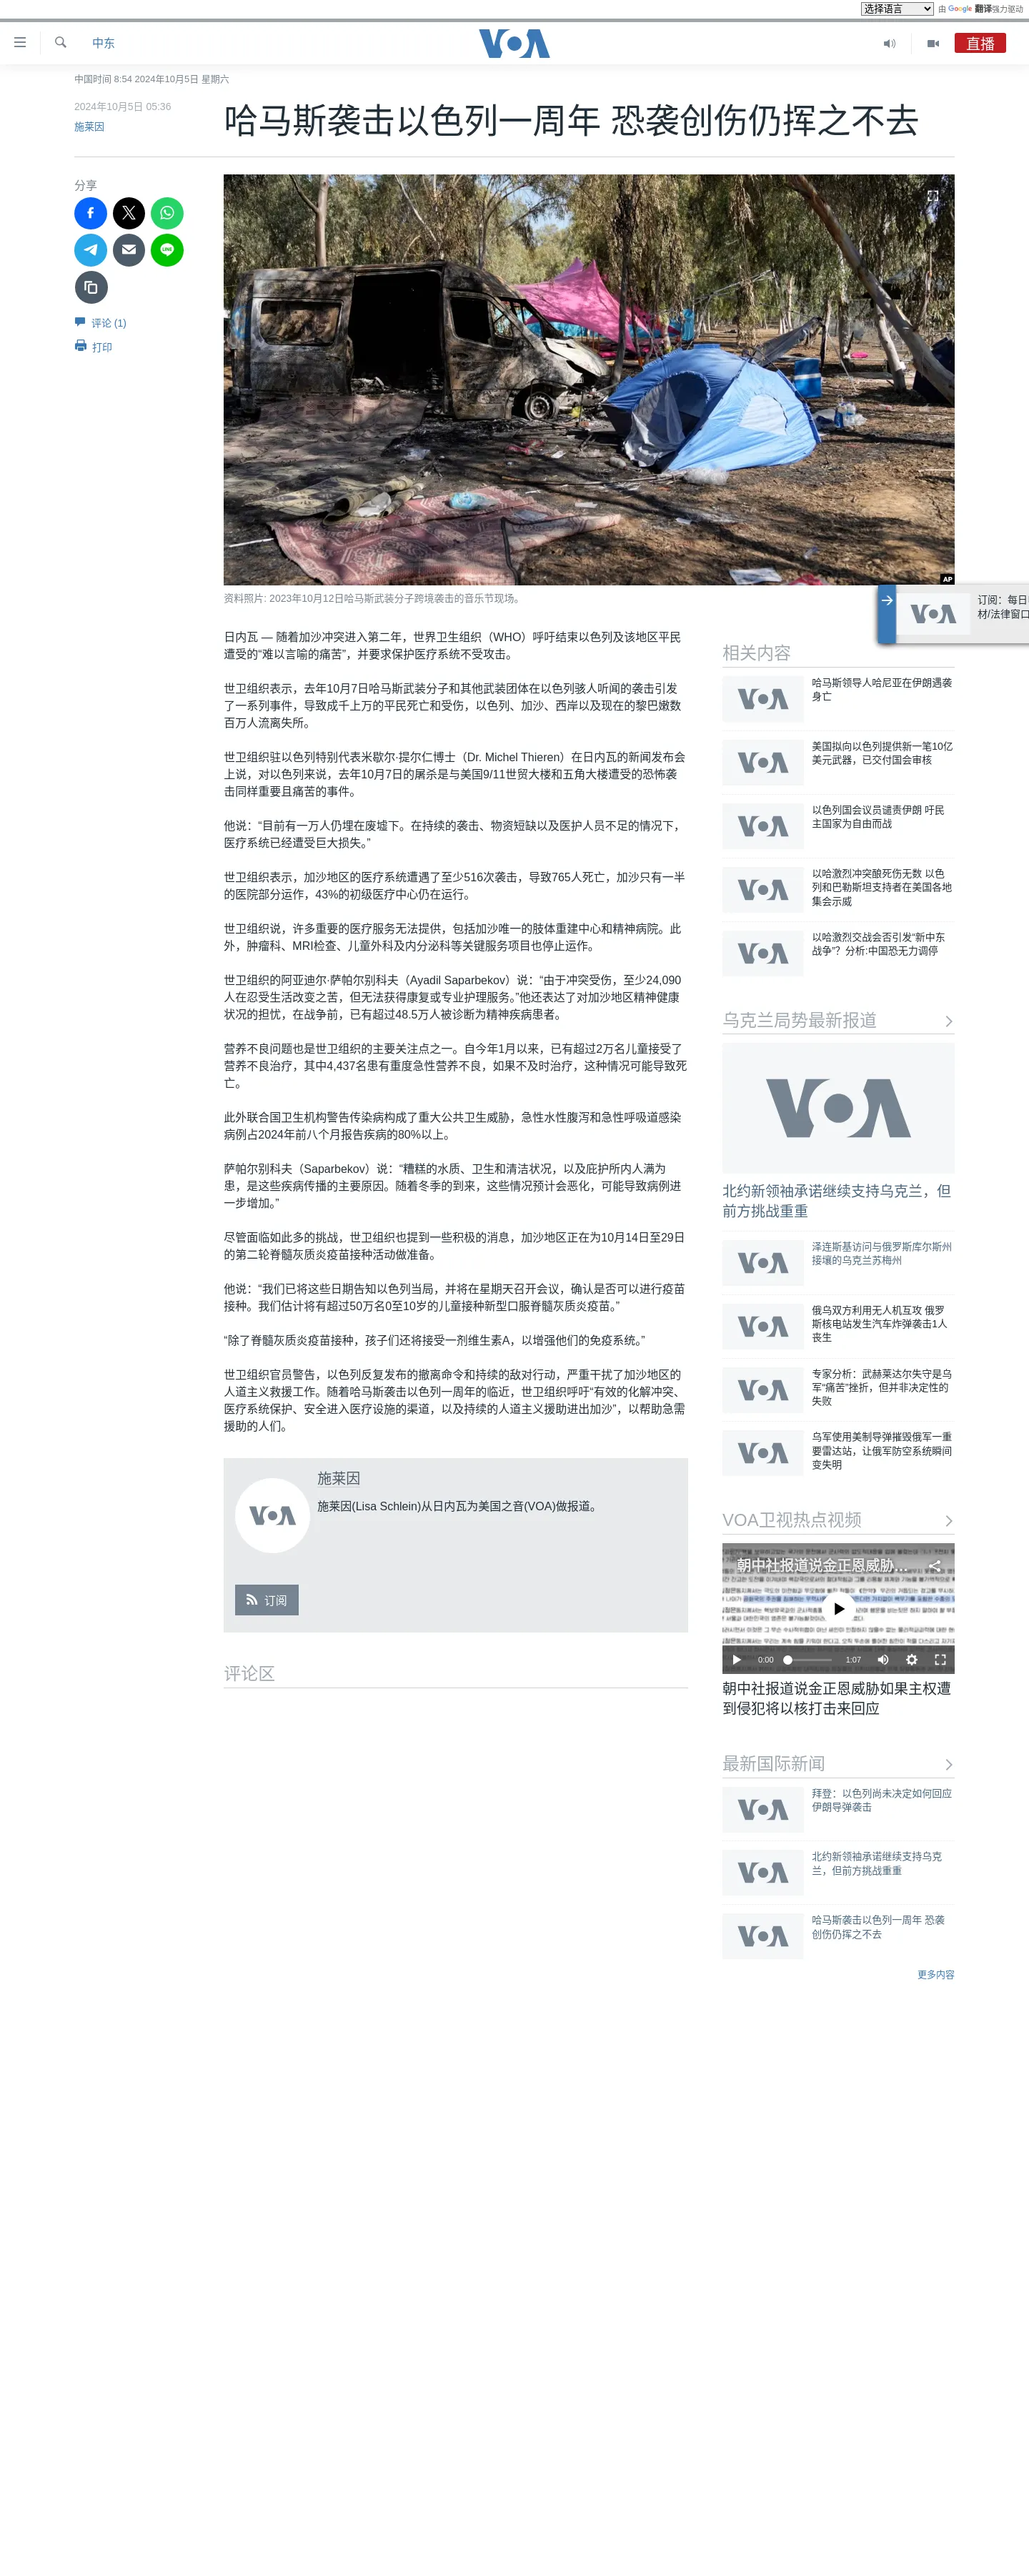 选择语言
由 Google 翻译强力驱动
中东
VOA
直播
中国时间 8:54 2024年10月5日 星期六
2024年10月5日 05:36
施莱因
哈马斯袭击以色列一周年 恐袭创伤仍挥之不去
分享
评论 (1)
打印
AP
资料照片: 2023年10月12日哈马斯武装分子跨境袭击的音乐节现场。
日内瓦 — 随着加沙冲突进入第二年，世界卫生组织（WHO）呼吁结束以色列及该地区平民
遭受的“难以言喻的痛苦”，并要求保护医疗系统不受攻击。
世卫组织表示，去年10月7日哈马斯武装分子和其他武装团体在以色列骇人听闻的袭击引发
了一系列事件，导致成千上万的平民死亡和受伤，以色列、加沙、西岸以及现在的黎巴嫩数
百万人流离失所。
世卫组织驻以色列特别代表米歇尔·提尔仁博士（Dr. Michel Thieren）在日内瓦的新闻发布会
上说，对以色列来说，去年10月7日的屠杀是与美国9/11世贸大楼和五角大楼遭受的恐怖袭
击同样重要且痛苦的事件。
他说：“目前有一万人仍埋在废墟下。在持续的袭击、物资短缺以及医护人员不足的情况下，
医疗系统已经遭受巨大损失。”
世卫组织表示，加沙地区的医疗系统遭遇了至少516次袭击，导致765人死亡，加沙只有一半
的医院部分运作，43%的初级医疗中心仍在运行。
世卫组织说，许多重要的医疗服务无法提供，包括加沙唯一的肢体重建中心和精神病院。此
外，肿瘤科、MRI检查、儿童外科及内分泌科等关键服务项目也停止运作。
世卫组织的阿亚迪尔·萨帕尔别科夫（Ayadil Saparbekov）说：“由于冲突受伤，至少24,090
人在忍受生活改变之苦，但无法获得康复或专业护理服务。”他还表达了对加沙地区精神健康
状况的担忧，在战争前，已有超过48.5万人被诊断为精神疾病患者。
营养不良问题也是世卫组织的主要关注点之一。自今年1月以来，已有超过2万名儿童接受了
营养不良治疗，其中4,437名患有重度急性营养不良，如果不及时治疗，这种情况可能导致死
亡。
此外联合国卫生机构警告传染病构成了重大公共卫生威胁，急性水性腹泻和急性呼吸道感染
病例占2024年前八个月报告疾病的80%以上。
萨帕尔别科夫（Saparbekov）说：“糟糕的水质、卫生和清洁状况，以及庇护所内人满为
患，是这些疾病传播的主要原因。随着冬季的到来，这些情况预计会恶化，可能导致病例进
一步增加。”
尽管面临如此多的挑战，世卫组织也提到一些积极的消息，加沙地区正在为10月14日至29日
的第二轮脊髓灰质炎疫苗接种活动做准备。
他说：“我们已将这些日期告知以色列当局，并将在星期天召开会议，确认是否可以进行疫苗
接种。我们估计将有超过50万名0至10岁的儿童接种新型口服脊髓灰质炎疫苗。”
“除了脊髓灰质炎疫苗接种，孩子们还将接受一剂维生素A，以增强他们的免疫系统。”
世卫组织官员警告，以色列反复发布的撤离命令和持续的敌对行动，严重干扰了加沙地区的
人道主义救援工作。随着哈马斯袭击以色列一周年的临近，世卫组织呼吁“有效的化解冲突、
医疗系统保护、安全进入医疗设施的渠道，以及持续的人道主义援助进出加沙”，以帮助急需
援助的人们。
VOA
施莱因
施莱因(Lisa Schlein)从日内瓦为美国之音(VOA)做报道。
订阅
评论区
VOA
订阅：每日
材/法律窗口
相关内容
VOA
哈马斯领导人哈尼亚在伊朗遇袭
身亡
VOA
美国拟向以色列提供新一笔10亿
美元武器，已交付国会审核
VOA
以色列国会议员谴责伊朗 吁民
主国家为自由而战
VOA
以哈激烈冲突酿死伤无数 以色
列和巴勒斯坦支持者在美国各地
集会示威
VOA
以哈激烈交战会否引发“新中东
战争”？分析:中国恐无力调停
乌克兰局势最新报道
VOA
北约新领袖承诺继续支持乌克兰，但
前方挑战重重
VOA
泽连斯基访问与俄罗斯库尔斯州
接壤的乌克兰苏梅州
VOA
俄乌双方利用无人机互攻 俄罗
斯核电站发生汽车炸弹袭击1人
丧生
VOA
专家分析：武赫莱达尔失守是乌
军“痛苦”挫折，但并非决定性的
失败
VOA
乌军使用美制导弹摧毁俄军一重
要雷达站，让俄军防空系统瞬间
变失明
VOA卫视热点视频
朝中社报道说金正恩威胁...
0:00
1:07
朝中社报道说金正恩威胁如果主权遭
到侵犯将以核打击来回应
最新国际新闻
VOA
拜登：以色列尚未决定如何回应
伊朗导弹袭击
VOA
北约新领袖承诺继续支持乌克
兰，但前方挑战重重
VOA
哈马斯袭击以色列一周年 恐袭
创伤仍挥之不去
更多内容